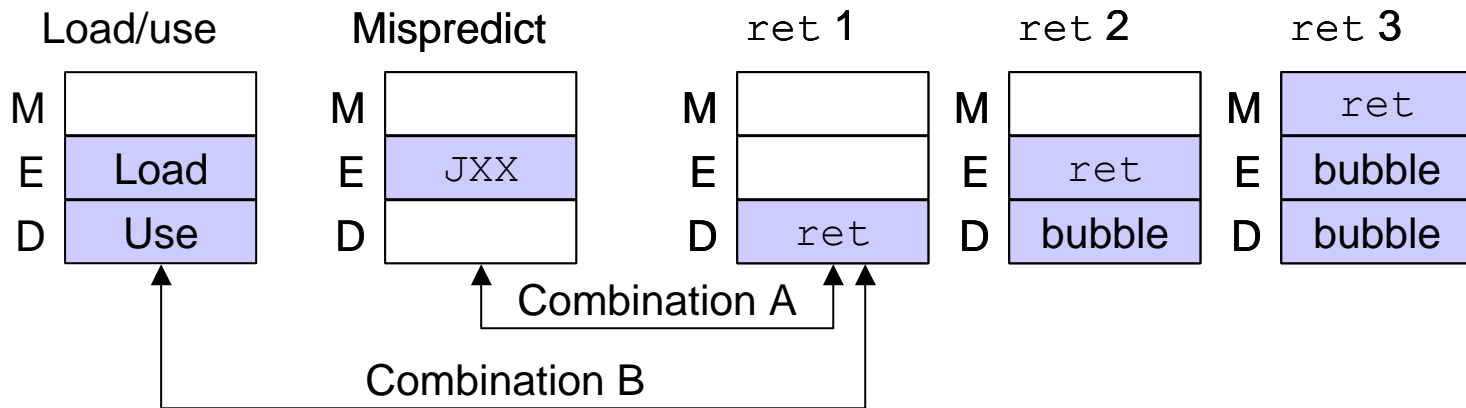 Load/use Mispredict ret 1 ret 2 ret 3
M M M M M ret
E Load E JXX E E ret E bubble
D Use D D ret D bubble D bubble
Combination A
Combination B